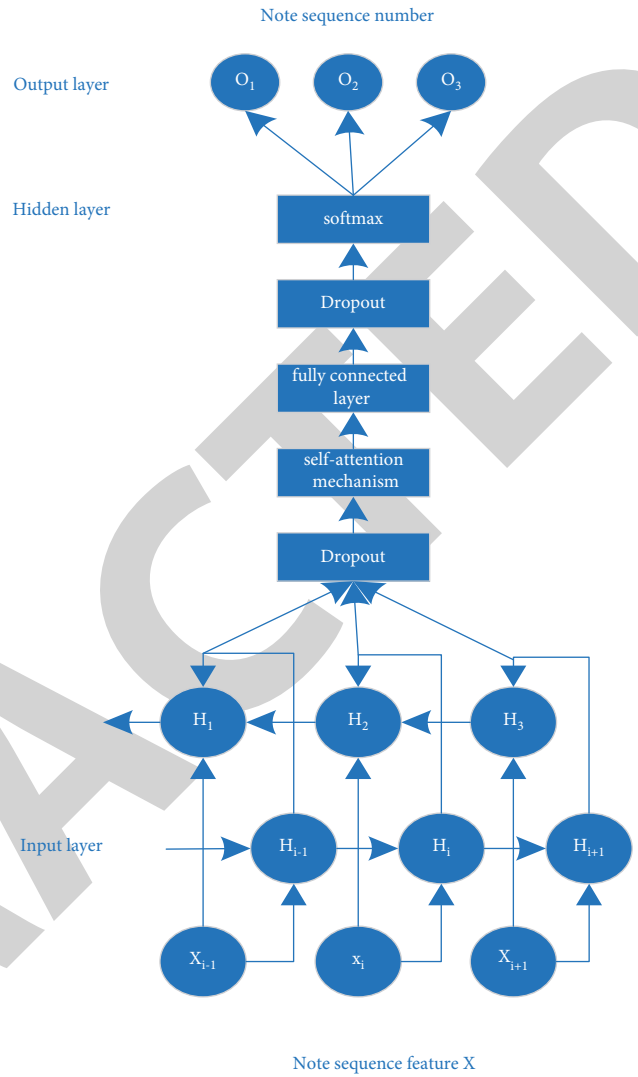 Note sequence number
Output layer
O1 O2 O3
Hidden layer
softmax
Dropout
fully connected
layer
self-attention
mechanism
Dropout
H1 H2 H3
Input layer
Hi-1 Hi Hi+1
Xi-1 xi Xi+1
Note sequence feature X
ACTED